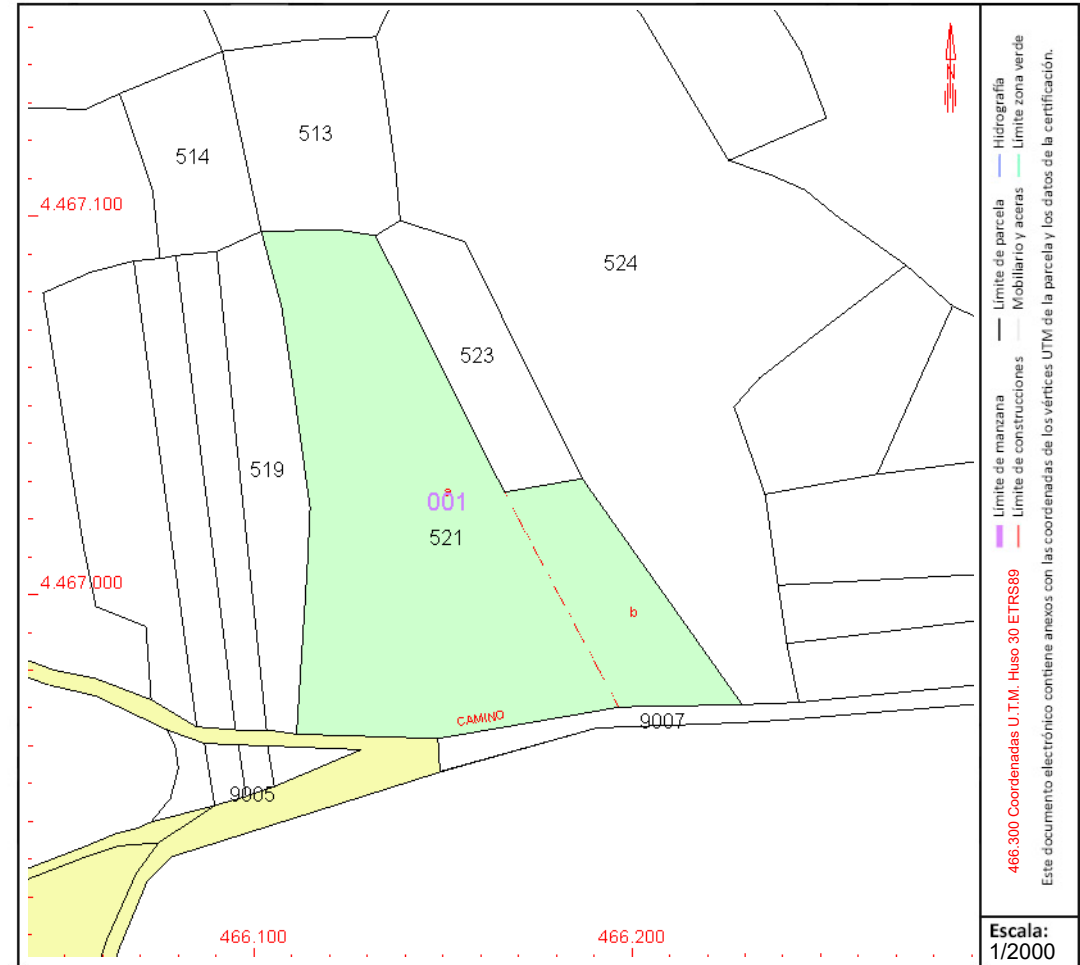 513
514
4.467.100
524
523
519
a
001
521
4.467.000
b
CAMINO
9007
9005
466.100
466.200
N
Límite de manzana
Límite de parcela
Hidrografía
Límite de construcciones
Mobiliario y aceras
Límite zona verde
466.300 Coordenadas U.T.M. Huso 30 ETRS89
Este documento electrónico contiene anexos con las coordenadas de los vértices UTM de la parcela y los datos de la certificación.
Escala:
1/2000